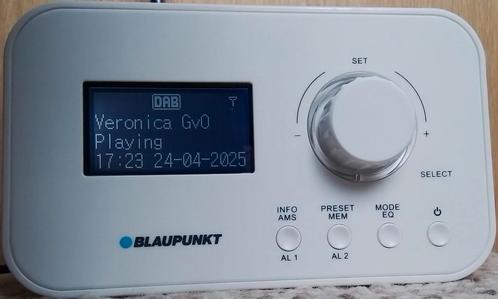 SET
DAB
Veronica GvO
Playing
17:23 24-04-2025
- +
SELECT
INFO AMS
PRESET MEM
MODE EQ
BLAUPUNKT
AL 1
AL 2